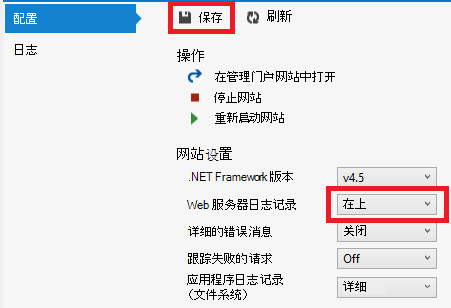 配置
日志
保存 刷新
操作
在管理门户网站中打开
停止网站
重新启动网站
网站设置
.NET Framework 版本 v4.5
Web 服务器日志记录 在上
详细的错误消息 关闭
跟踪失败的请求 Off
应用程序日志记录
（文件系统） 详细